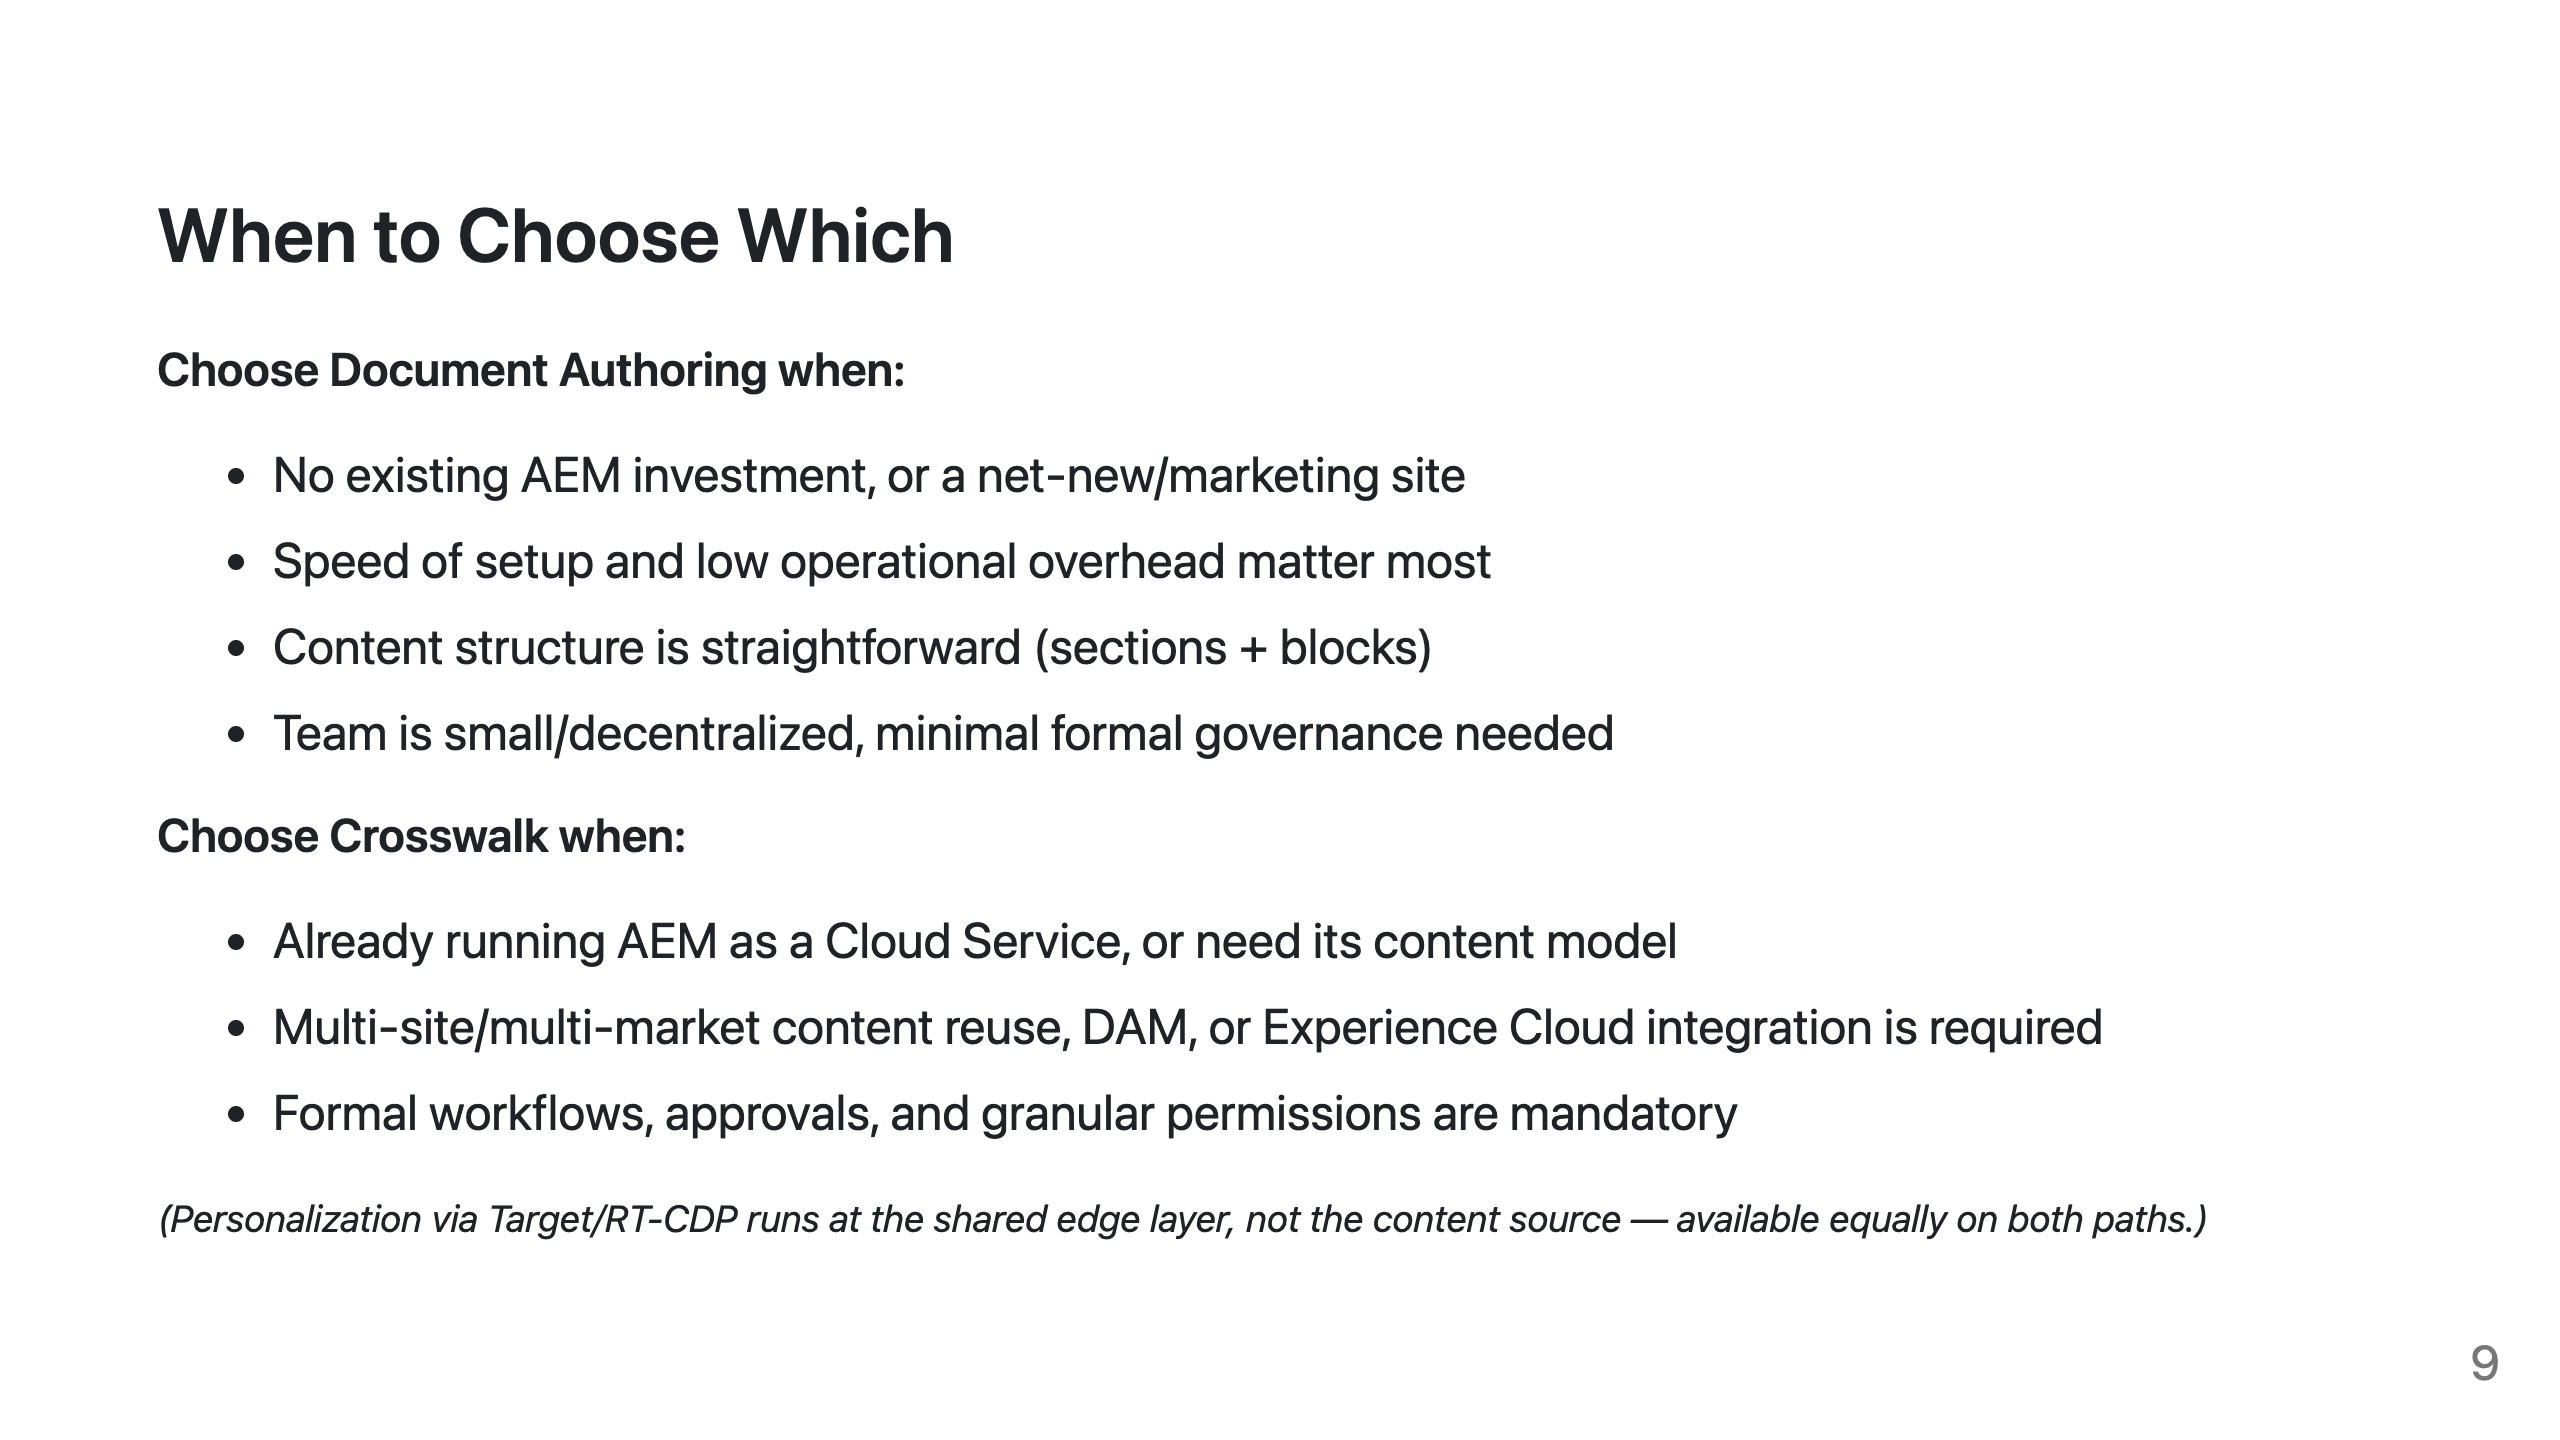 When to Choose Which
Choose Document Authoring when:
• No existing AEM investment, or a net-new/marketing site
• Speed of setup and low operational overhead matter most
• Content structure is straightforward (sections + blocks)
• Team is small/decentralized, minimal formal governance needed
Choose Crosswalk when:
• Already running AEM as a Cloud Service, or need its content model
• Multi-site/multi-market content reuse, DAM, or Experience Cloud integration is required
• Formal workflows, approvals, and granular permissions are mandatory
(Personalization via Target/RT-CDP runs at the shared edge layer, not the content source — available equally on both paths.)
9